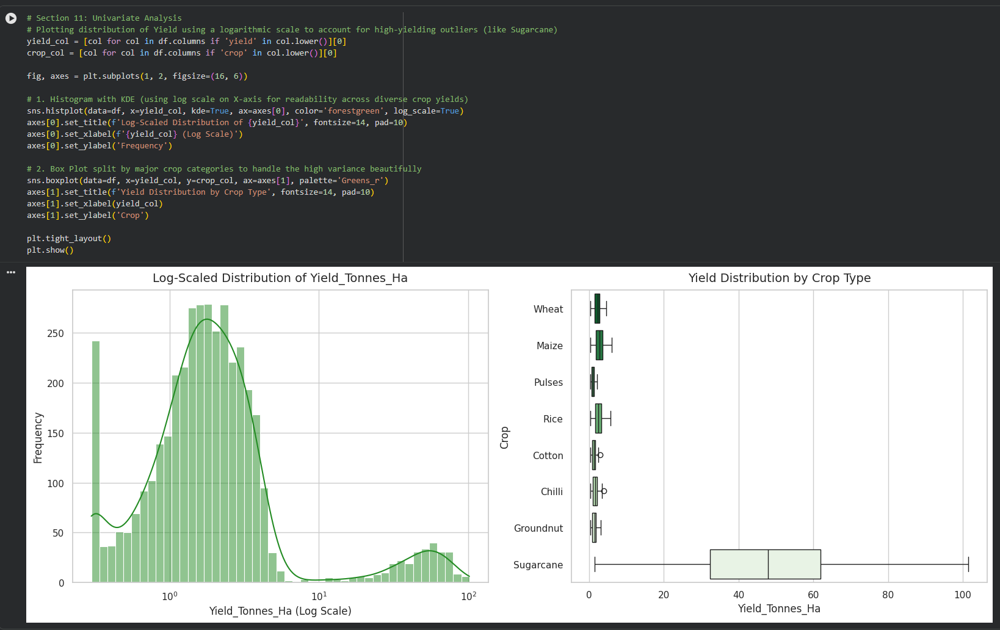 # Section 11: Univariate Analysis
# Plotting distribution of Yield using a logarithmic scale to account for high-yielding outliers (like Sugarcane)
yield_col = [col for col in df.columns if 'yield' in col.lower()][0]
crop_col = [col for col in df.columns if 'crop' in col.lower()][0]
fig, axes = plt.subplots(1, 2, figsize=(16, 6))
# 1. Histogram with KDE (using log scale on X-axis for readability across diverse crop yields)
sns.histplot(data=df, x=yield_col, kde=True, ax=axes[0], color='forestgreen', log_scale=True)
axes[0].set_title(f'Log-Scaled Distribution of {yield_col}', fontsize=14, pad=10)
axes[0].set_xlabel(f'{yield_col} (Log Scale)')
axes[0].set_ylabel('Frequency')
# 2. Box Plot split by major crop categories to handle the high variance beautifully
sns.boxplot(data=df, x=yield_col, y=crop_col, ax=axes[1], palette='Greens_r')
axes[1].set_title(f'Yield Distribution by Crop Type', fontsize=14, pad=10)
axes[1].set_xlabel(yield_col)
axes[1].set_ylabel('Crop')
plt.tight_layout()
plt.show()
Log-Scaled Distribution of Yield_Tonnes_Ha
Frequency
250
200
150
100
50
0
10⁰ 10¹ 10²
Yield_Tonnes_Ha (Log Scale)
Yield Distribution by Crop Type
Crop
Wheat
Maize
Pulses
Rice
Cotton
Chilli
Groundnut
Sugarcane
0 20 40 60 80 100
Yield_Tonnes_Ha